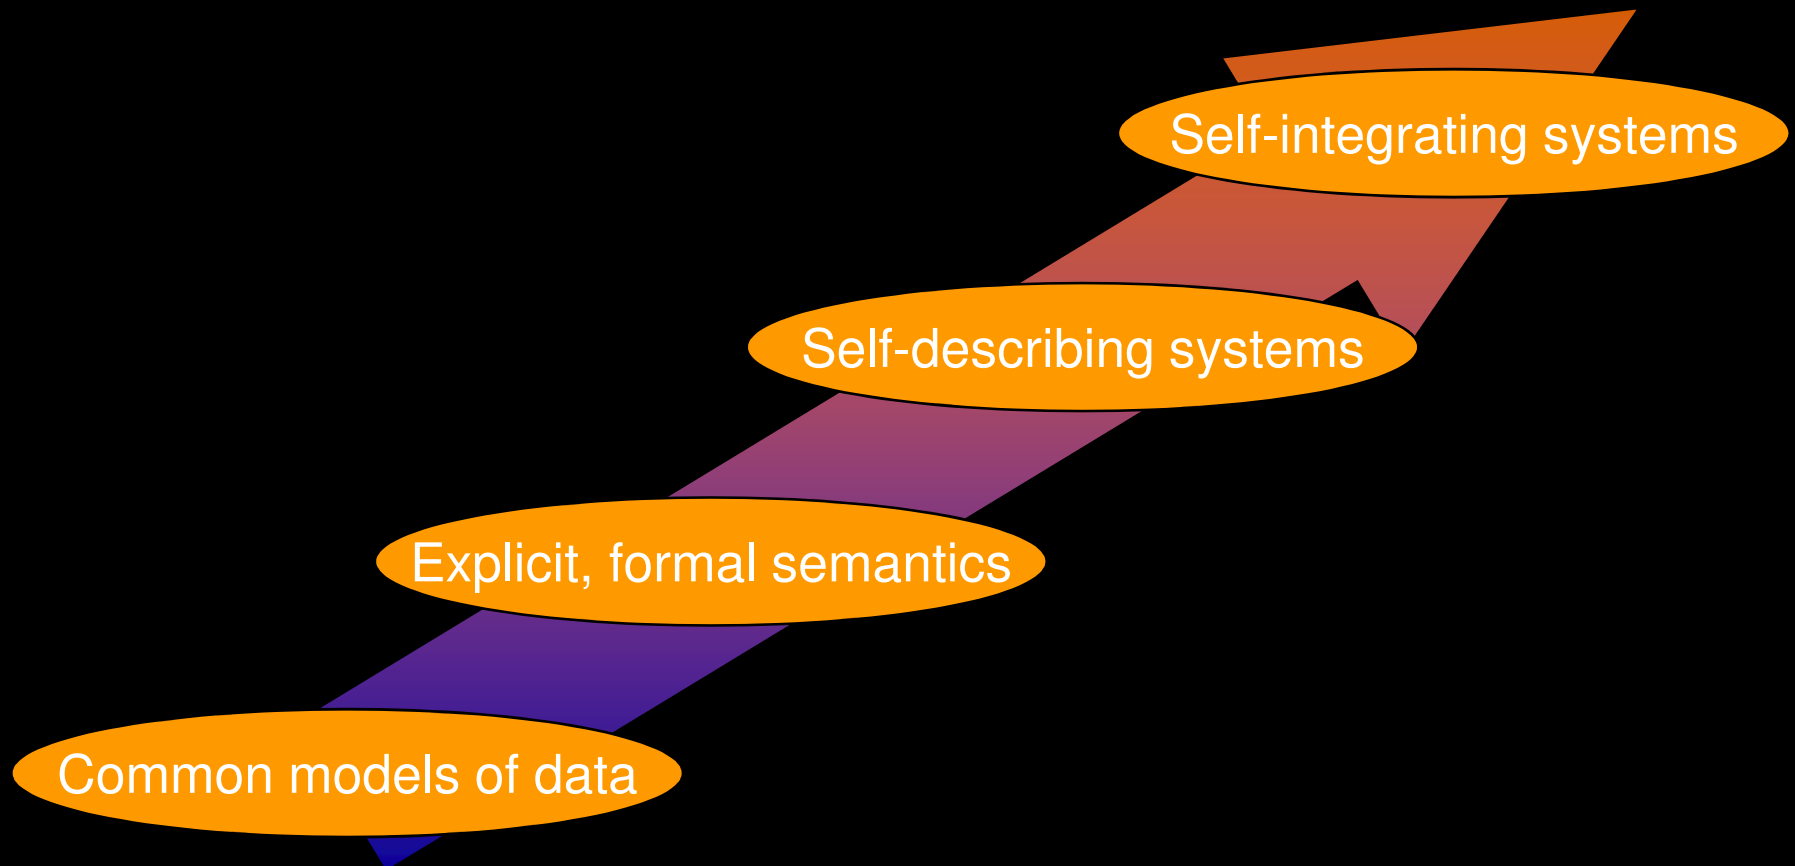 Self-integrating systems
Self-describing systems
Explicit, formal semantics
Common models of data